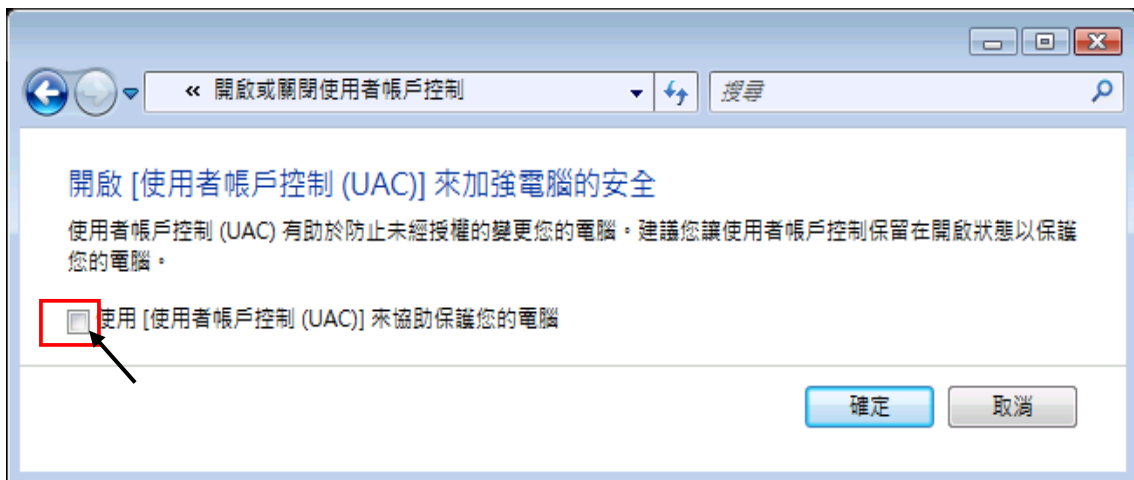 « 開啟或關閉使用者帳戶控制
搜尋
開啟 [使用者帳戶控制 (UAC)] 來加強電腦的安全
使用者帳戶控制 (UAC) 有助於防止未經授權的變更您的電腦。建議您讓使用者帳戶控制保留在開啟狀態以保護
您的電腦。
使用 [使用者帳戶控制 (UAC)] 來協助保護您的電腦
確定
取消